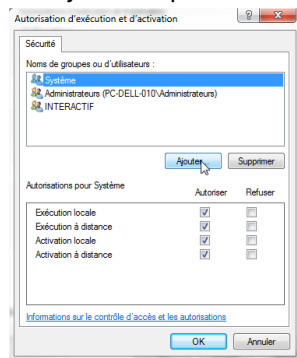 Autorisation d'exécution et d'activation
Sécurité
Noms de groupes ou d'utilisateurs :
Système
Administrateurs (PC-DELL-010\Administrateurs)
INTERACTIF
Ajouter... Supprimer
Autorisations pour Système Autoriser Refuser
Exécution locale
Exécution à distance
Activation locale
Activation à distance
Informations sur le contrôle d'accès et les autorisations
OK Annuler